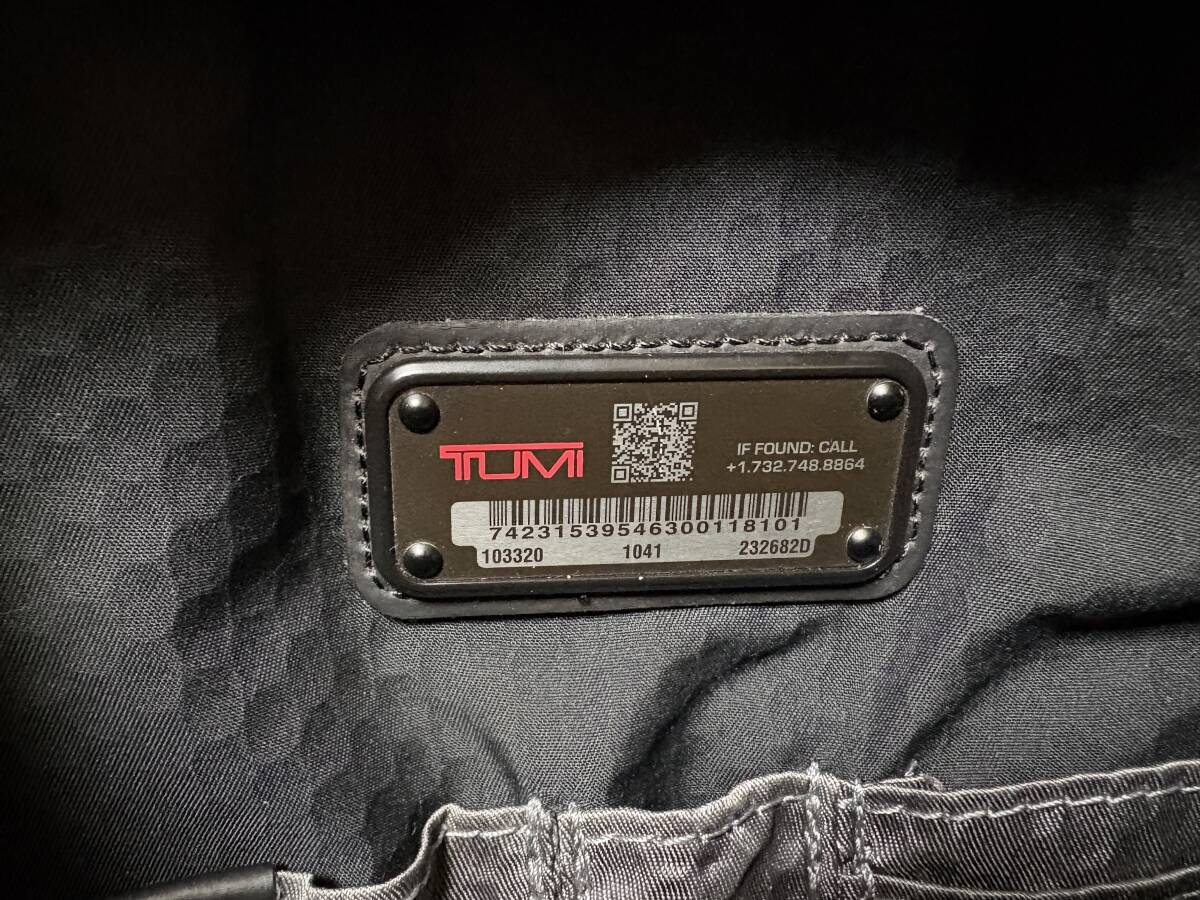 TUMI
IF FOUND: CALL
+1.732.748.8864
74231539546300118101
103320 1041 232682D